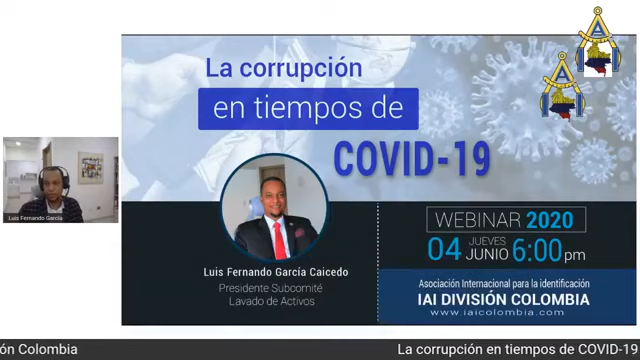 La corrupción
en tiempos de
COVID-19
Luis Fernando García
WEBINAR 2020
04 JUEVES JUNIO 6:00 pm
Luis Fernando García Caicedo
Presidente Subcomité
Lavado de Activos
Asociación Internacional para la identificación
IAI DIVISIÓN COLOMBIA
www.iaicolombia.com
ón Colombia
La corrupción en tiempos de COVID-19